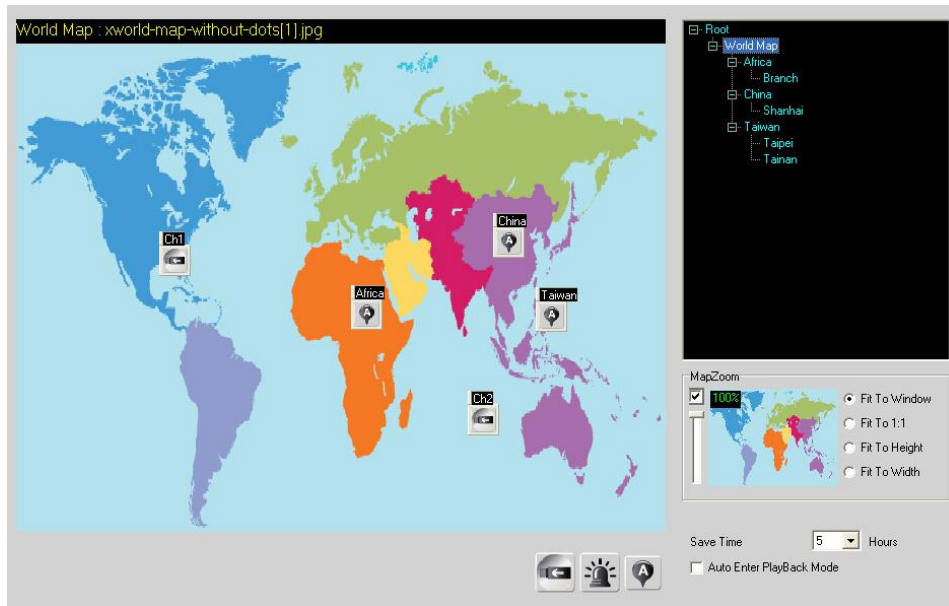 World Map : xworld-map-without-dots[1].jpg
Ch1
China
A
Africa
A
Taiwan
A
Ch2
A
Root
World Map
Africa
Branch
China
Shanhai
Taiwan
Taipei
Tainan
MapZoom
100%
Fit To Window
Fit To 1:1
Fit To Height
Fit To Width
Save Time
5
Hours
Auto Enter PlayBack Mode